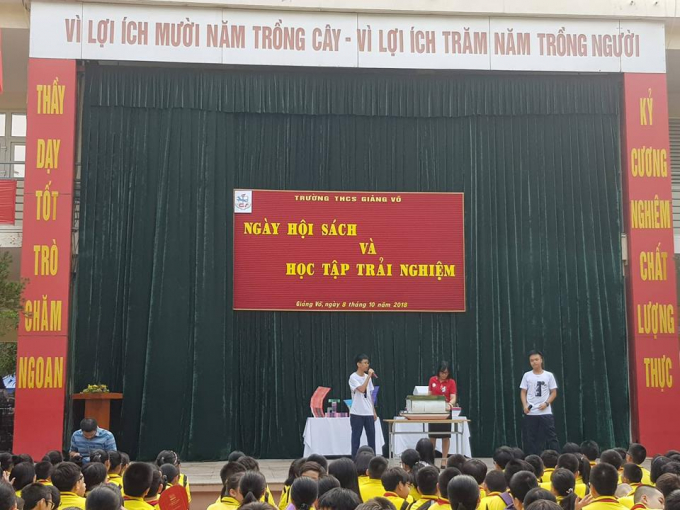 VÌ LỢI ÍCH MƯỜI NĂM TRỒNG CÂY - VÌ LỢI ÍCH TRĂM NĂM TRỒNG NGƯỜI
THẦY
DẠY
TỐT
TRÒ
CHĂM
NGOAN
TRƯỜNG THCS GIẢNG VÕ
NGÀY HỘI SÁCH
VÀ
HỌC TẬP TRẢI NGHIỆM
Giảng Võ, ngày 8 tháng 10 năm 2018
KỶ
CƯƠNG
NGHIÊM
CHẤT
LƯỢNG
THỰC